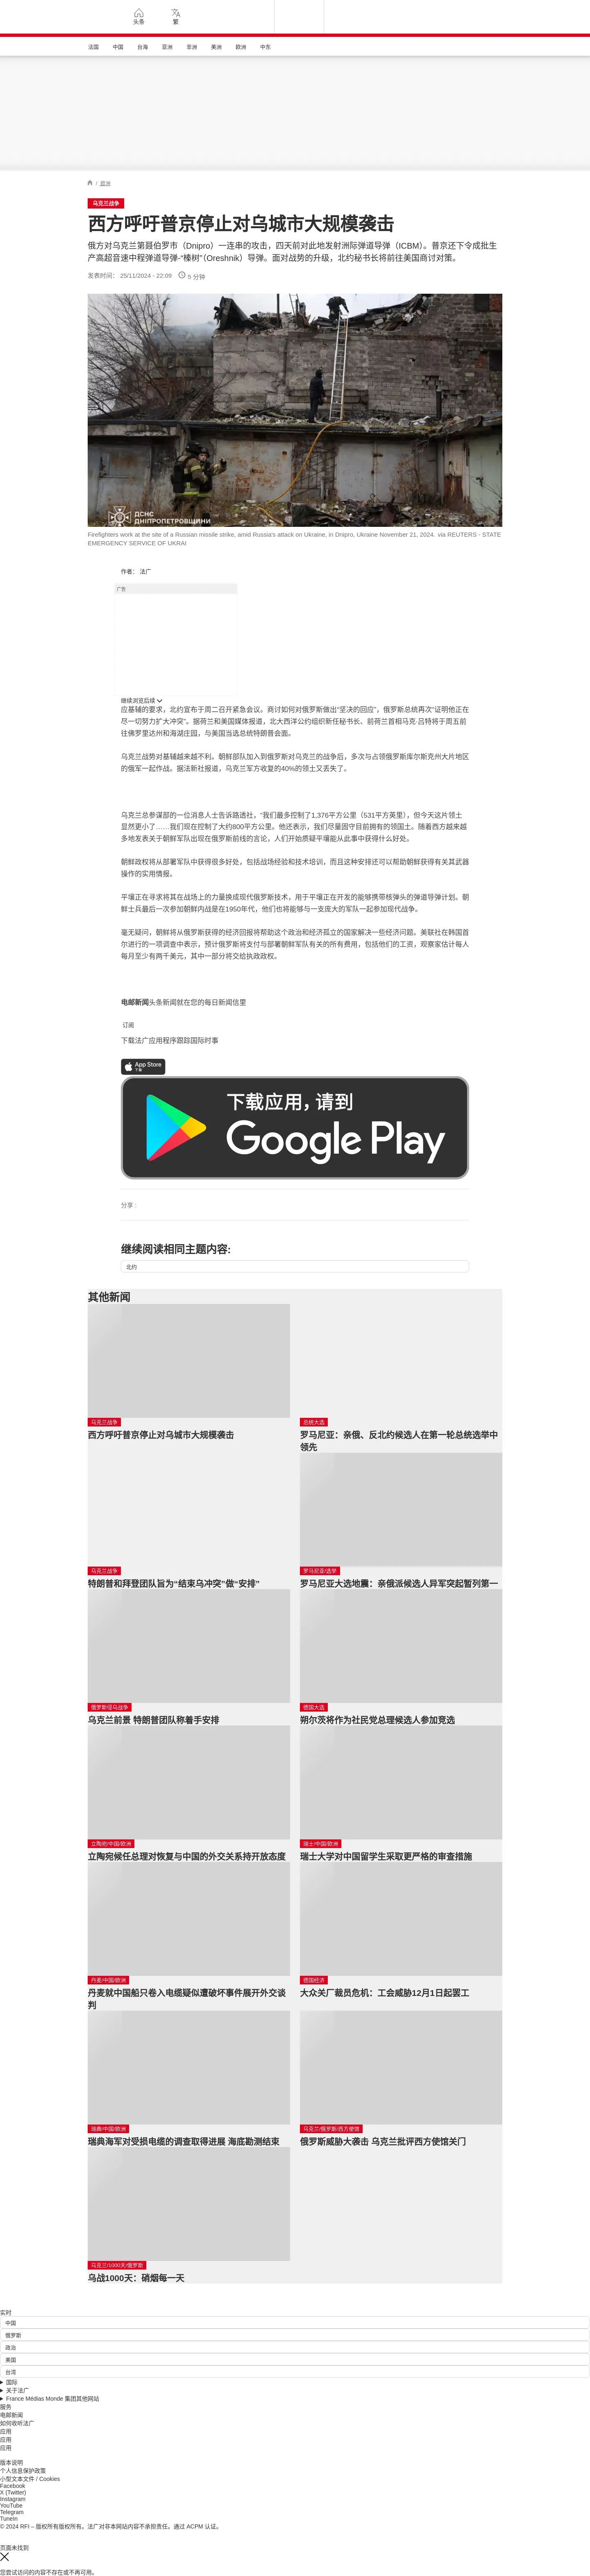 头条
繁
法国
中国
台海
亚洲
非洲
美洲
欧洲
中东
/ 欧洲
乌克兰战争
西方呼吁普京停止对乌城市大规模袭击
俄方对乌克兰第聂伯罗市（Dnipro）一连串的攻击，四天前对此地发射洲际弹道导弹（ICBM）。普京还下令成批生
产高超音速中程弹道导弹-“榛树”（Oreshnik）导弹。面对战势的升级，北约秘书长将前往美国商讨对策。
发表时间： 25/11/2024 - 22:09
5 分钟
ДСНС
ДНІПРОПЕТРОВЩИНИ
Firefighters work at the site of a Russian missile strike, amid Russia's attack on Ukraine, in Dnipro, Ukraine November 21, 2024. via REUTERS - STATE
EMERGENCY SERVICE OF UKRAI
作者： 法广
广告
继续浏览后续
应基辅的要求，北约宣布于周二召开紧急会议。商讨如何对俄罗斯做出“坚决的回应”，俄罗斯总统再次“证明他正在
尽一切努力扩大冲突”。据荷兰和美国媒体报道，北大西洋公约组织新任秘书长、前荷兰首相马克·吕特将于周五前
往佛罗里达州和海湖庄园，与美国当选总统特朗普会面。
乌克兰战势对基辅越来越不利。朝鲜部队加入到俄罗斯对乌克兰的战争后，多次与占领俄罗斯库尔斯克州大片地区
的俄军一起作战。据法新社报道，乌克兰军方收复的40%的领土又丢失了。
乌克兰总参谋部的一位消息人士告诉路透社，“我们最多控制了1,376平方公里（531平方英里），但今天这片领土
显然更小了……我们现在控制了大约800平方公里。他还表示，我们尽量固守目前拥有的领国土。随着西方越来越
多地发表关于朝鲜军队出现在俄罗斯前线的言论，人们开始质疑平壤能从此事中获得什么好处。
朝鲜政权将从部署军队中获得很多好处，包括战场经验和技术培训，而且这种安排还可以帮助朝鲜获得有关其武器
操作的实用情报。
平壤正在寻求将其在战场上的力量换成现代俄罗斯技术，用于平壤正在开发的能够携带核弹头的弹道导弹计划。朝
鲜士兵最后一次参加朝鲜内战是在1950年代，他们也将能够与一支庞大的军队一起参加现代战争。
毫无疑问，朝鲜将从俄罗斯获得的经济回报将帮助这个政治和经济孤立的国家解决一些经济问题。美联社在韩国首
尔进行的一项调查中表示，预计俄罗斯将支付与部署朝鲜军队有关的所有费用，包括他们的工资，观察家估计每人
每月至少有两千美元，其中一部分将交给执政政权。
电邮新闻头条新闻就在您的每日新闻信里
订阅
下载法广应用程序跟踪国际时事
App Store
下载
下载应用，请到
Google Play
分享 :
继续阅读相同主题内容:
北约
其他新闻
乌克兰战争
西方呼吁普京停止对乌城市大规模袭击
总统大选
罗马尼亚：亲俄、反北约候选人在第一轮总统选举中
领先
乌克兰战争
特朗普和拜登团队旨为“结束乌冲突”做“安排”
罗马尼亚/选举
罗马尼亚大选地震：亲俄派候选人异军突起暂列第一
俄罗斯侵乌战争
乌克兰前景 特朗普团队称着手安排
德国大选
朔尔茨将作为社民党总理候选人参加竞选
立陶宛/中国/欧洲
立陶宛候任总理对恢复与中国的外交关系持开放态度
瑞士/中国/欧洲
瑞士大学对中国留学生采取更严格的审查措施
丹麦/中国/欧洲
丹麦就中国船只卷入电缆疑似遭破坏事件展开外交谈
判
德国经济
大众关厂裁员危机：工会威胁12月1日起罢工
瑞典/中国/欧洲
瑞典海军对受损电缆的调查取得进展 海底勘测结束
乌克兰/俄罗斯/西方使馆
俄罗斯威胁大袭击 乌克兰批评西方使馆关门
乌克兰/1000天/俄罗斯
乌战1000天：硝烟每一天
实时
中国
俄罗斯
政治
美国
台湾
国际
关于法广
France Médias Monde 集团其他网站
服务
电邮新闻
如何收听法广
应用
应用
应用
版本说明
个人信息保护政策
小型文本文件 / Cookies
Facebook
X (Twitter)
Instagram
YouTube
Telegram
TuneIn
© 2024 RFI – 版权所有版权所有。法广对非本网站内容不承担责任。通过 ACPM 认证。
页面未找到
您尝试访问的内容不存在或不再可用。